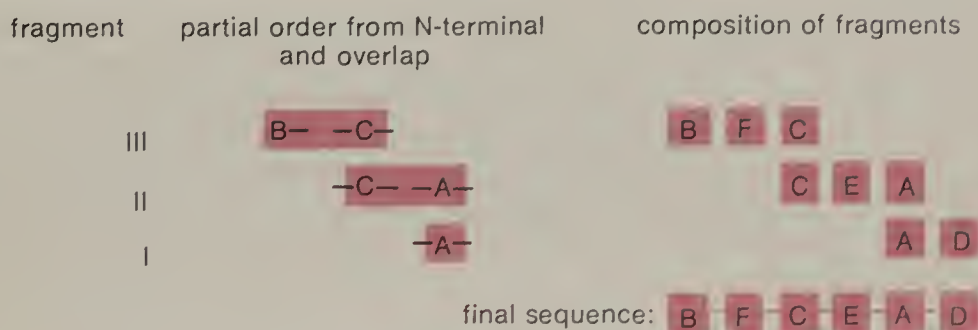 fragment partial order from N-terminal and overlap composition of fragments
III B– –C– B F C
II –C– –A– C E A
I –A– A D
final sequence: B–F–C–E–A–D